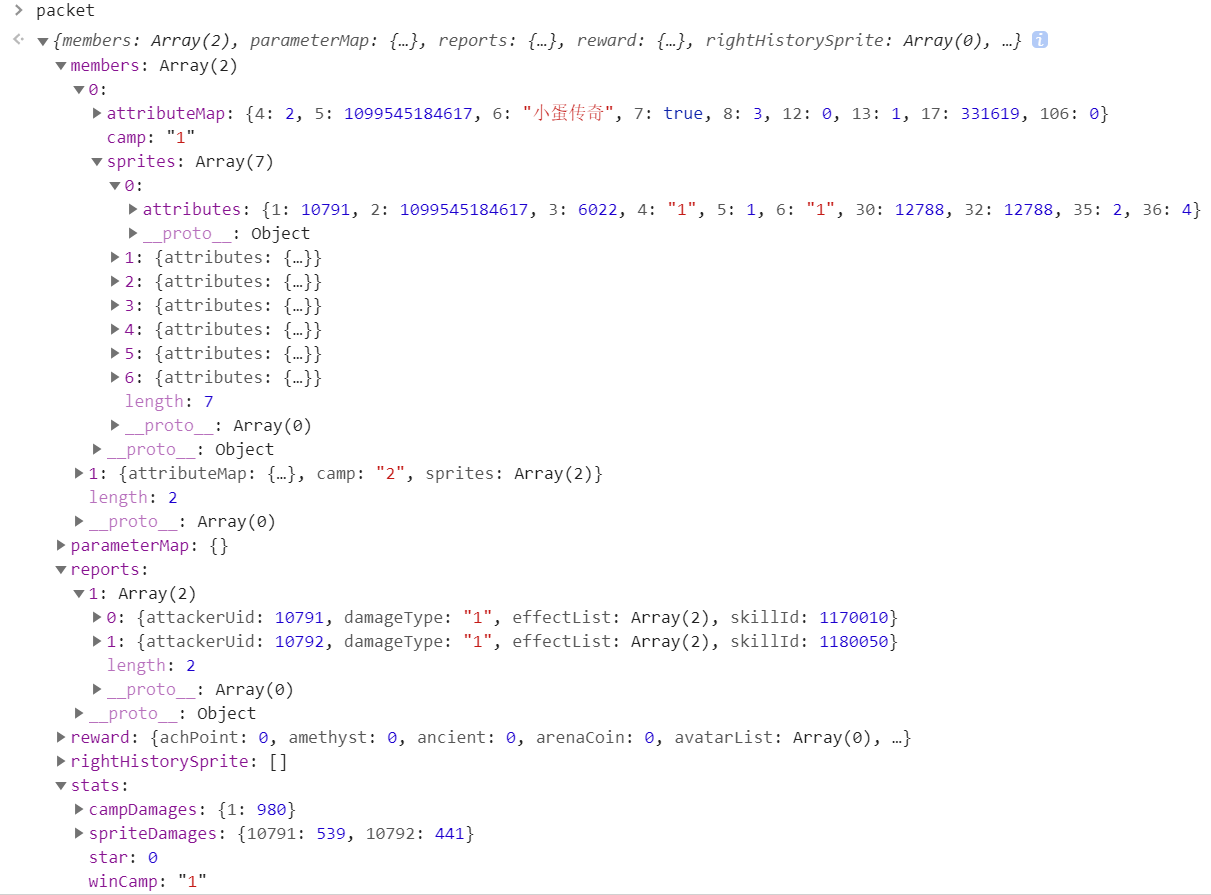 packet
{members: Array(2), parameterMap: {…}, reports: {…}, reward: {…}, rightHistorySprite: Array(0), …} i
members: Array(2)
0:
attributeMap: {4: 2, 5: 1099545184617, 6: "小蛋传奇", 7: true, 8: 3, 12: 0, 13: 1, 17: 331619, 106: 0}
camp: "1"
sprites: Array(7)
0:
attributes: {1: 10791, 2: 1099545184617, 3: 6022, 4: "1", 5: 1, 6: "1", 30: 12788, 32: 12788, 35: 2, 36: 4}
__proto__: Object
1: {attributes: {…}}
2: {attributes: {…}}
3: {attributes: {…}}
4: {attributes: {…}}
5: {attributes: {…}}
6: {attributes: {…}}
length: 7
__proto__: Array(0)
__proto__: Object
1: {attributeMap: {…}, camp: "2", sprites: Array(2)}
length: 2
__proto__: Array(0)
parameterMap: {}
reports:
1: Array(2)
0: {attackerUid: 10791, damageType: "1", effectList: Array(2), skillId: 1170010}
1: {attackerUid: 10792, damageType: "1", effectList: Array(2), skillId: 1180050}
length: 2
__proto__: Array(0)
__proto__: Object
reward: {achPoint: 0, amethyst: 0, ancient: 0, arenaCoin: 0, avatarList: Array(0), …}
rightHistorySprite: []
stats:
campDamages: {1: 980}
spriteDamages: {10791: 539, 10792: 441}
star: 0
winCamp: "1"